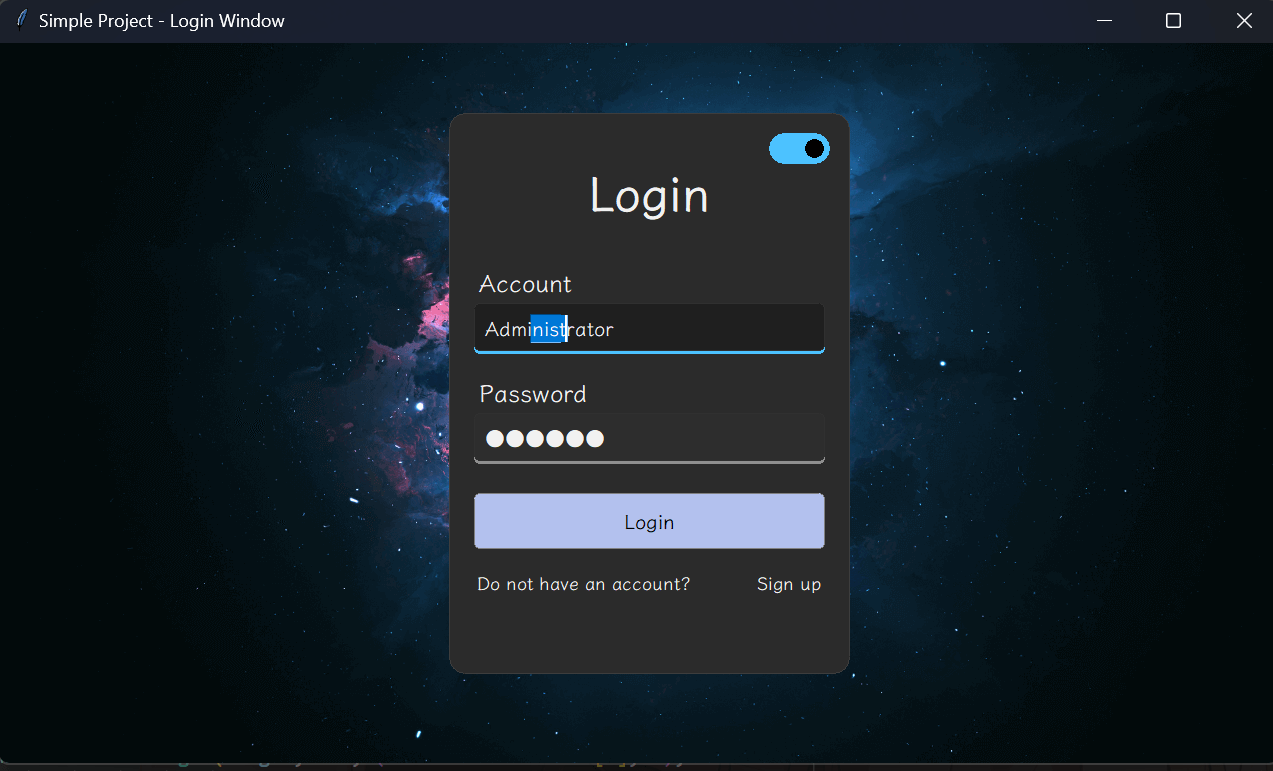 Simple Project - Login Window
Login
Account
Administrator
Password
Login
Do not have an account? Sign up